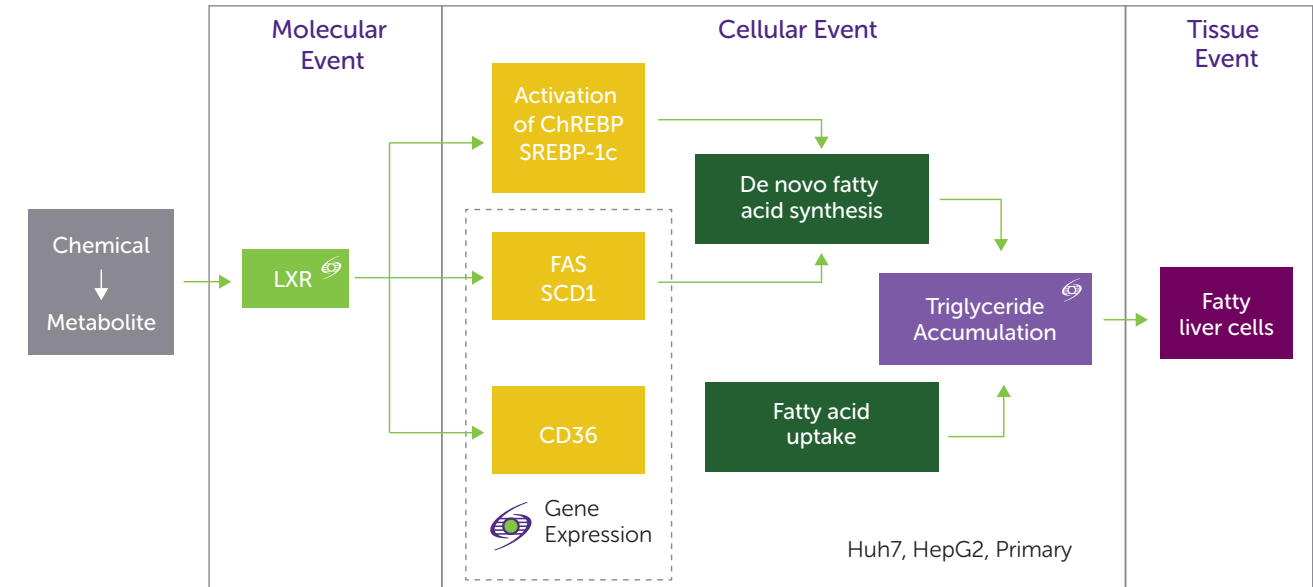 Molecular
Event
Cellular Event
Tissue
Event
Chemical
Metabolite
LXR
Activation
of ChREBP
SREBP-1c
FAS
SCD1
CD36
Gene
Expression
De novo fatty
acid synthesis
Triglyceride
Accumulation
Fatty acid
uptake
Huh7, HepG2, Primary
Fatty
liver cells